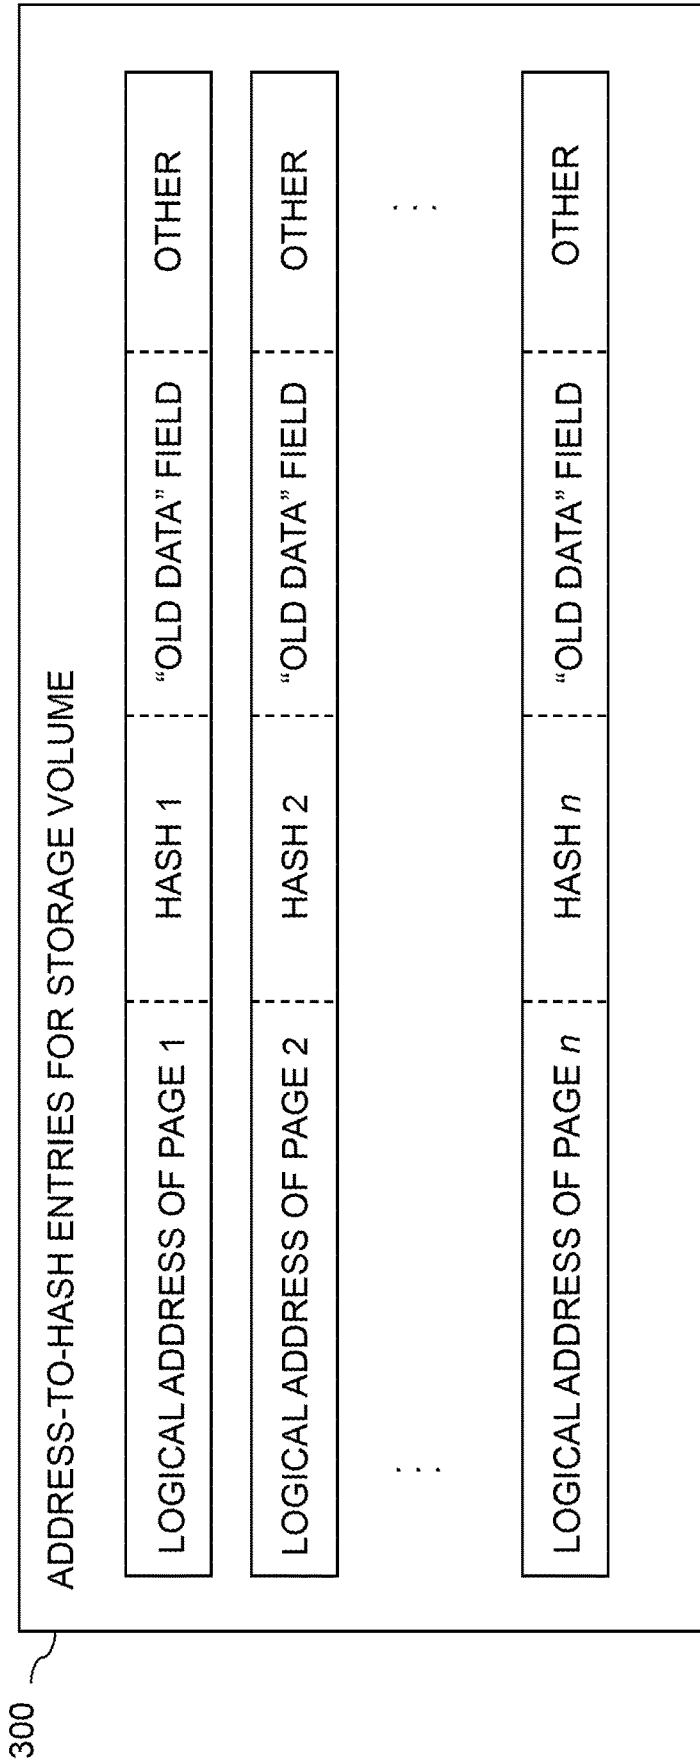 300
ADDRESS-TO-HASH ENTRIES FOR STORAGE VOLUME
LOGICAL ADDRESS OF PAGE 1 HASH 1 “OLD DATA” FIELD OTHER
LOGICAL ADDRESS OF PAGE 2 HASH 2 “OLD DATA” FIELD OTHER
. . . . . .
LOGICAL ADDRESS OF PAGE n HASH n “OLD DATA” FIELD OTHER